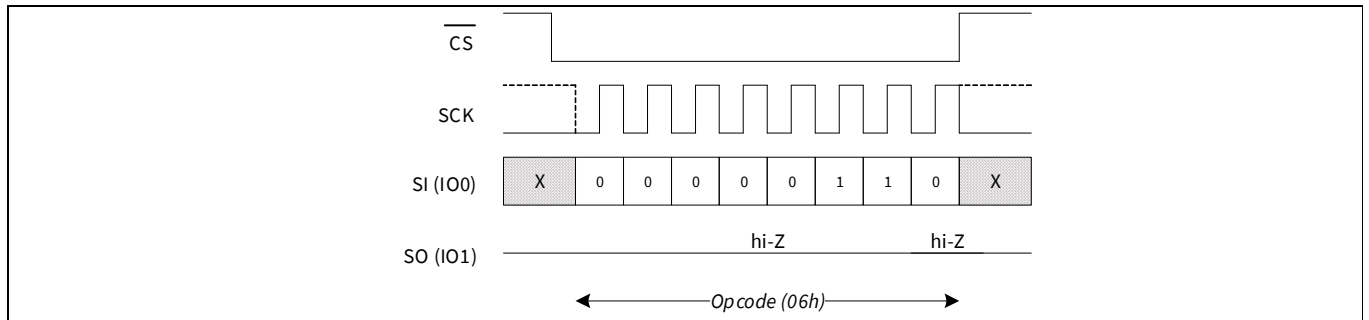 CS
SCK
SI (IO0) X 0 0 0 0 0 1 1 0 X
hi-Z hi-Z
SO (IO1)
Opcode (06h)